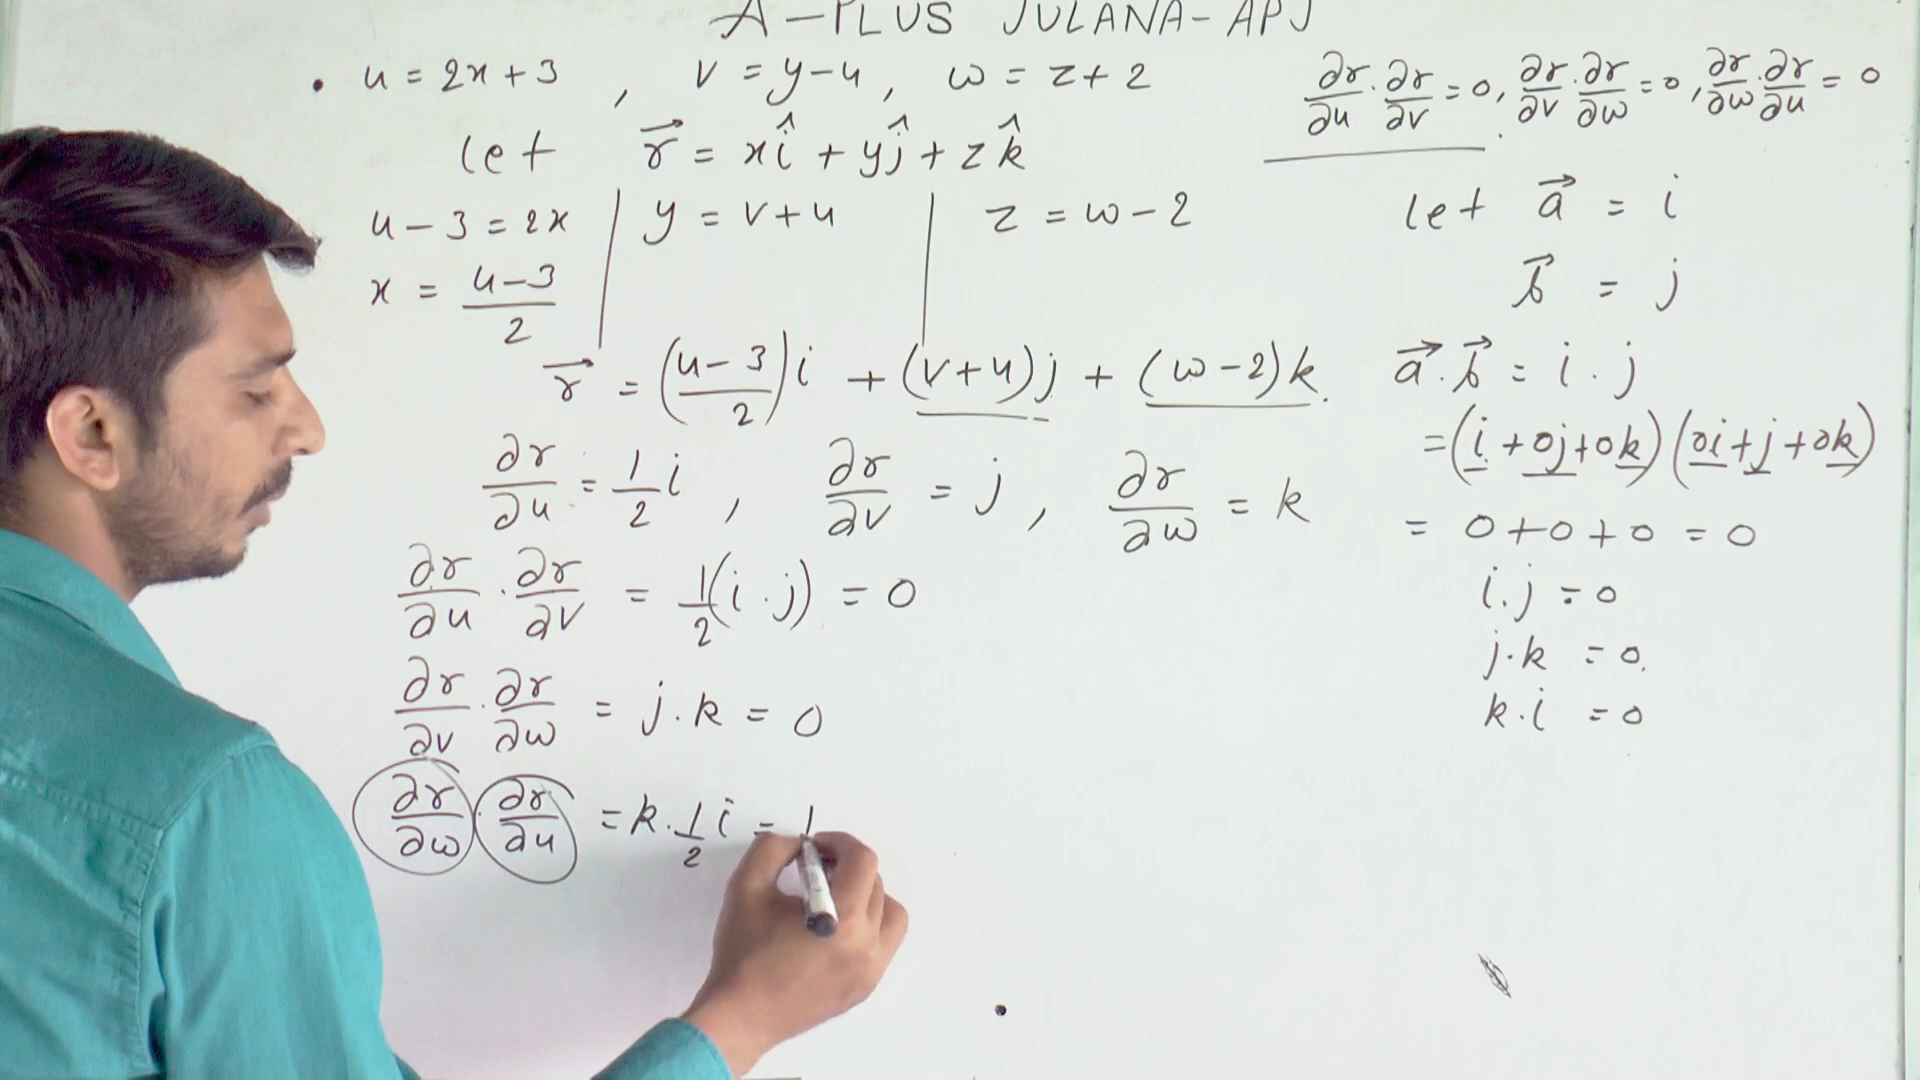 A-PLUS JULANA-APJ
• u = 2x + 3 , v = y - 4 , w = z + 2
let r⃗ = xî + yĵ + zk̂
u - 3 = 2x | y = v + 4 | z = w - 2
x = (u - 3)/2
r⃗ = ((u - 3)/2) i + (v + 4) j + (w - 2) k.
∂r/∂u = 1/2 i , ∂r/∂v = j , ∂r/∂w = k
∂r/∂u · ∂r/∂v = 1/2 (i · j) = 0
∂r/∂v · ∂r/∂w = j · k = 0
∂r/∂w · ∂r/∂u = k · 1/2 i = 1
∂r/∂u · ∂r/∂v = 0, ∂r/∂v · ∂r/∂w = 0, ∂r/∂w · ∂r/∂u = 0
let a⃗ = i
b⃗ = j
a⃗ · b⃗ = i · j
= (i + 0j + 0k) (0i + j + 0k)
= 0 + 0 + 0 = 0
i · j = 0
j · k = 0.
k · i = 0